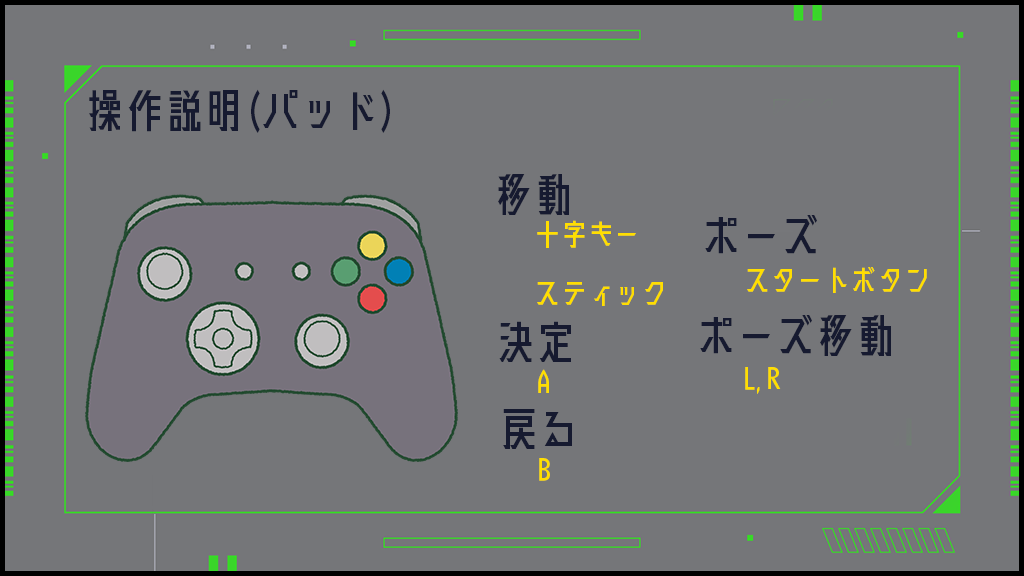 操作説明(パッド)
移動
十字キー
スティック
決定
A
戻る
B
ポーズ
スタートボタン
ポーズ移動
L,R